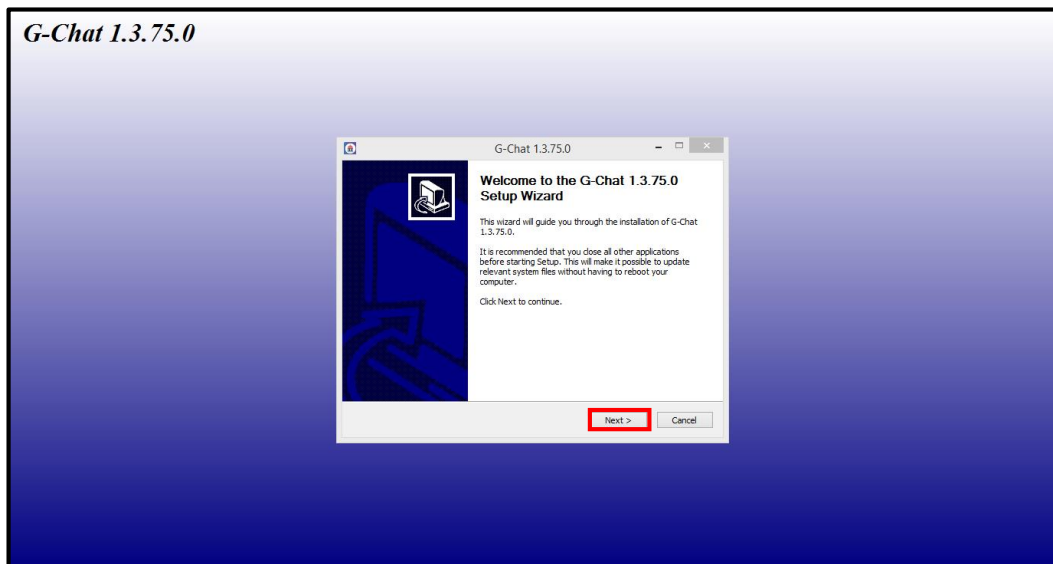 G-Chat 1.3.75.0
G-Chat 1.3.75.0
Welcome to the G-Chat 1.3.75.0
Setup Wizard
This wizard will guide you through the installation of G-Chat
1.3.75.0.
It is recommended that you close all other applications
before starting Setup. This will make it possible to update
relevant system files without having to reboot your
computer.
Click Next to continue.
Next >
Cancel